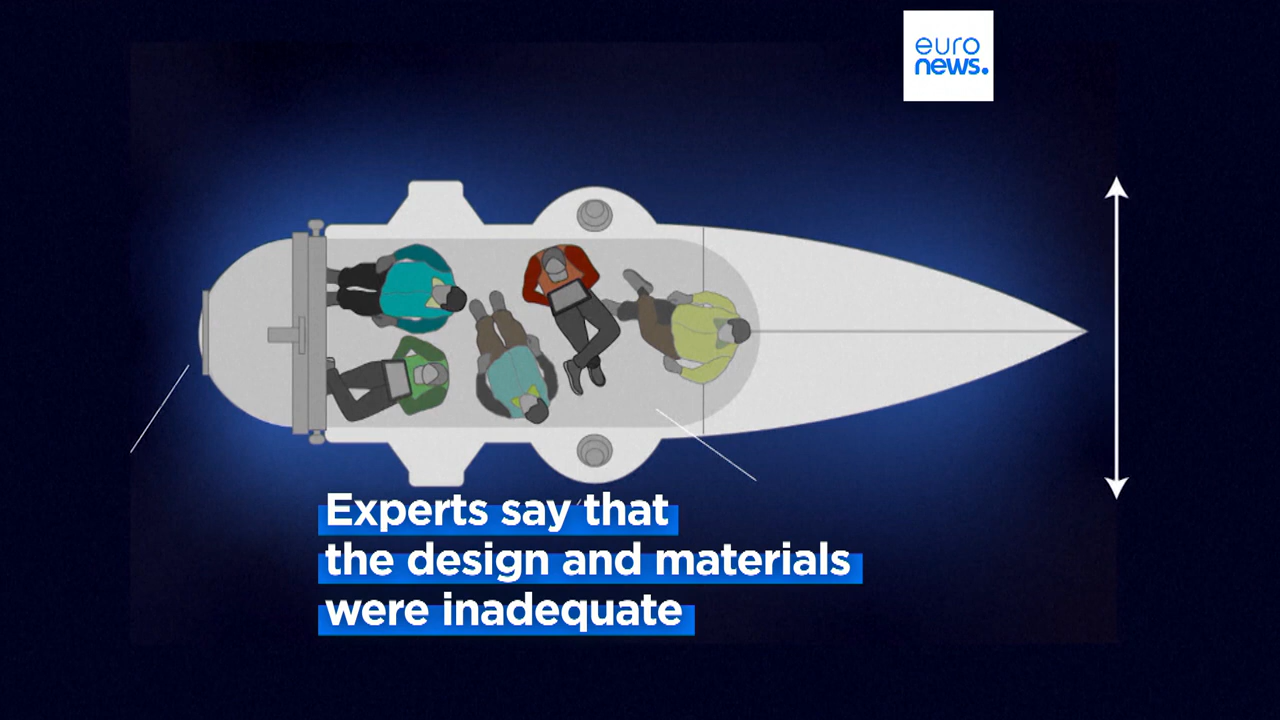 euro
news.
Experts say that
the design and materials
were inadequate